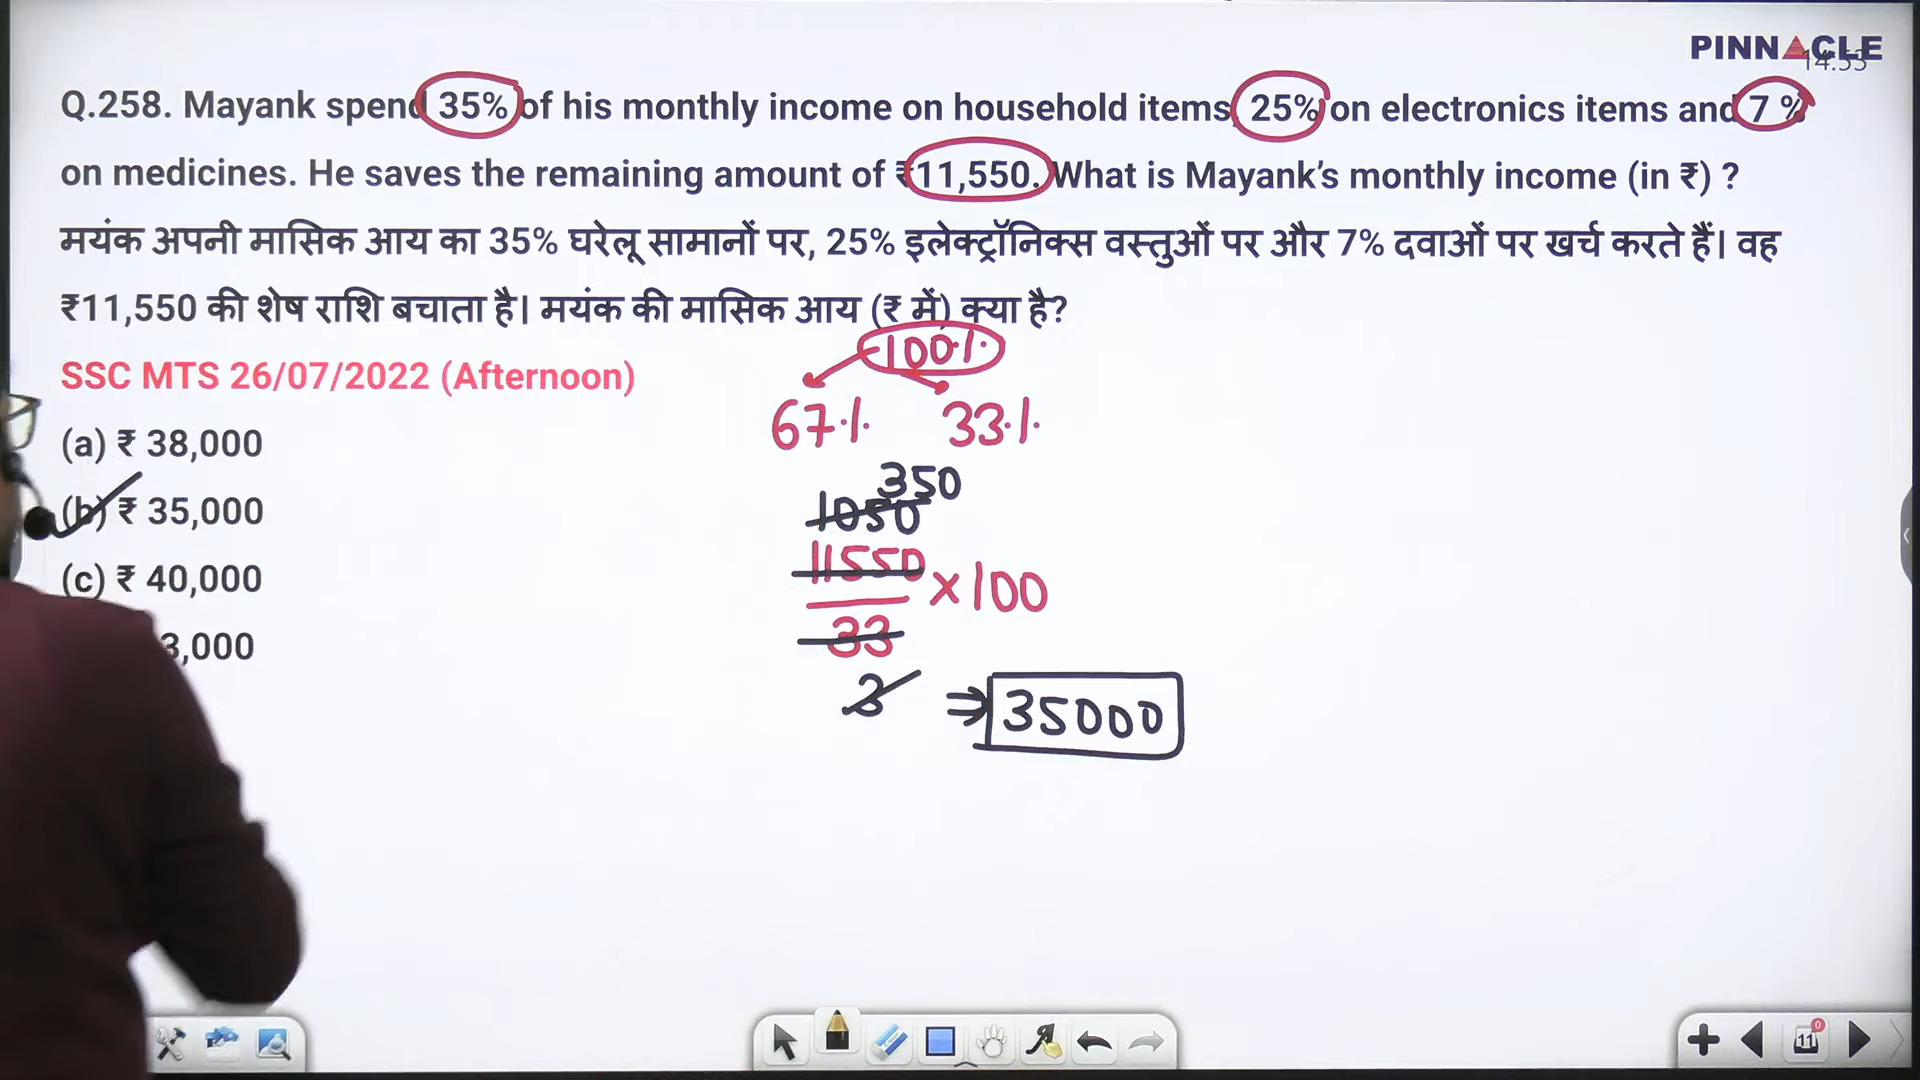 PINNACLE
14:53
Q.258. Mayank spend 35% of his monthly income on household items, 25% on electronics items and 7 %
on medicines. He saves the remaining amount of ₹11,550. What is Mayank's monthly income (in ₹) ?
मयंक अपनी मासिक आय का 35% घरेलू सामानों पर, 25% इलेक्ट्रॉनिक्स वस्तुओं पर और 7% दवाओं पर खर्च करते हैं। वह
₹11,550 की शेष राशि बचाता है। मयंक की मासिक आय (₹ में) क्या है?
SSC MTS 26/07/2022 (Afternoon)
(a) ₹ 38,000
(b) ₹ 35,000
(c) ₹ 40,000
3,000
100%
67% 33%
350
1050
11550 ×100
33
3 ⇒ 35000
11
0